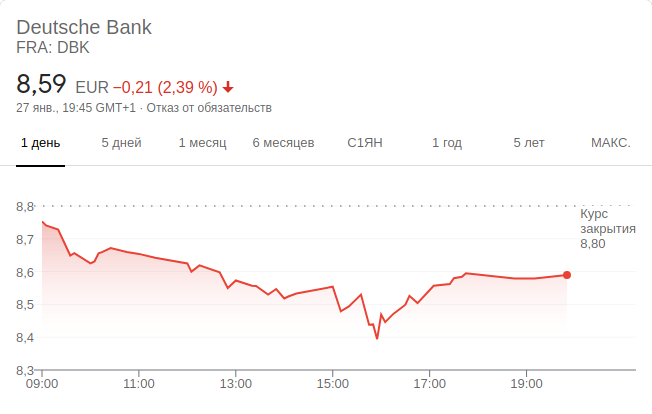 Deutsche Bank
FRA: DBK
8,59 EUR −0,21 (2,39 %)
27 янв., 19:45 GMT+1 · Отказ от обязательств
1 день 5 дней 1 месяц 6 месяцев С1ЯН 1 год 5 лет МАКС.
8,8
Курс
закрытия
8,80
8,7
8,6
8,5
8,4
8,3
09:00 11:00 13:00 15:00 17:00 19:00